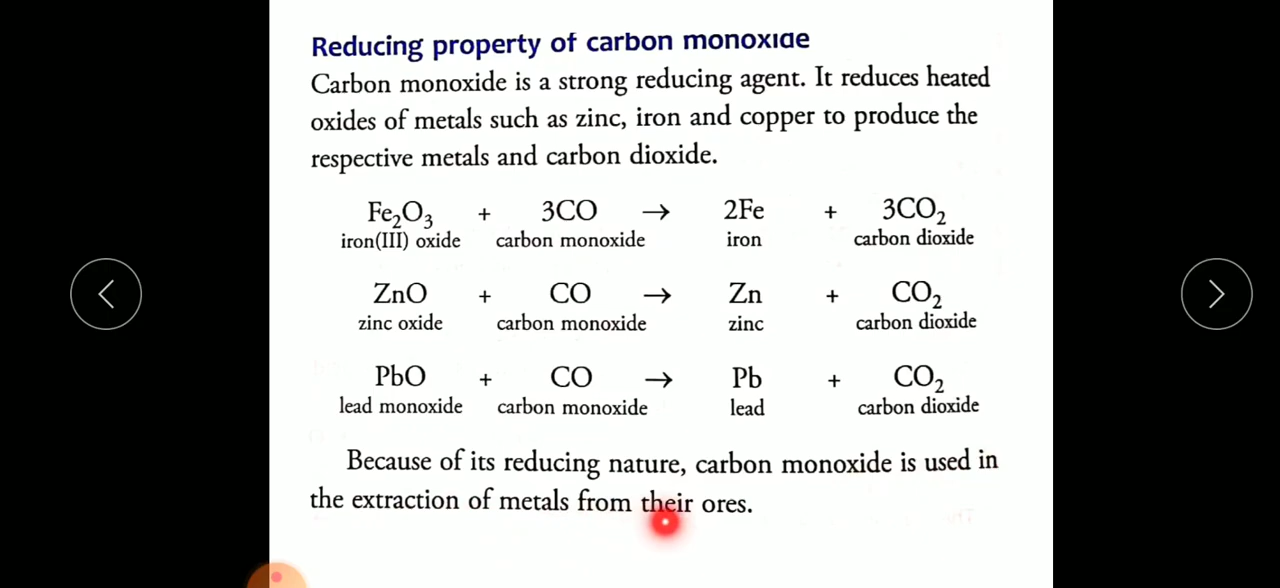 Reducing property of carbon monoxide
Carbon monoxide is a strong reducing agent. It reduces heated
oxides of metals such as zinc, iron and copper to produce the
respective metals and carbon dioxide.
Fe₂O₃ + 3CO → 2Fe + 3CO₂
iron(III) oxide carbon monoxide iron carbon dioxide
ZnO + CO → Zn + CO₂
zinc oxide carbon monoxide zinc carbon dioxide
PbO + CO → Pb + CO₂
lead monoxide carbon monoxide lead carbon dioxide
Because of its reducing nature, carbon monoxide is used in
the extraction of metals from their ores.